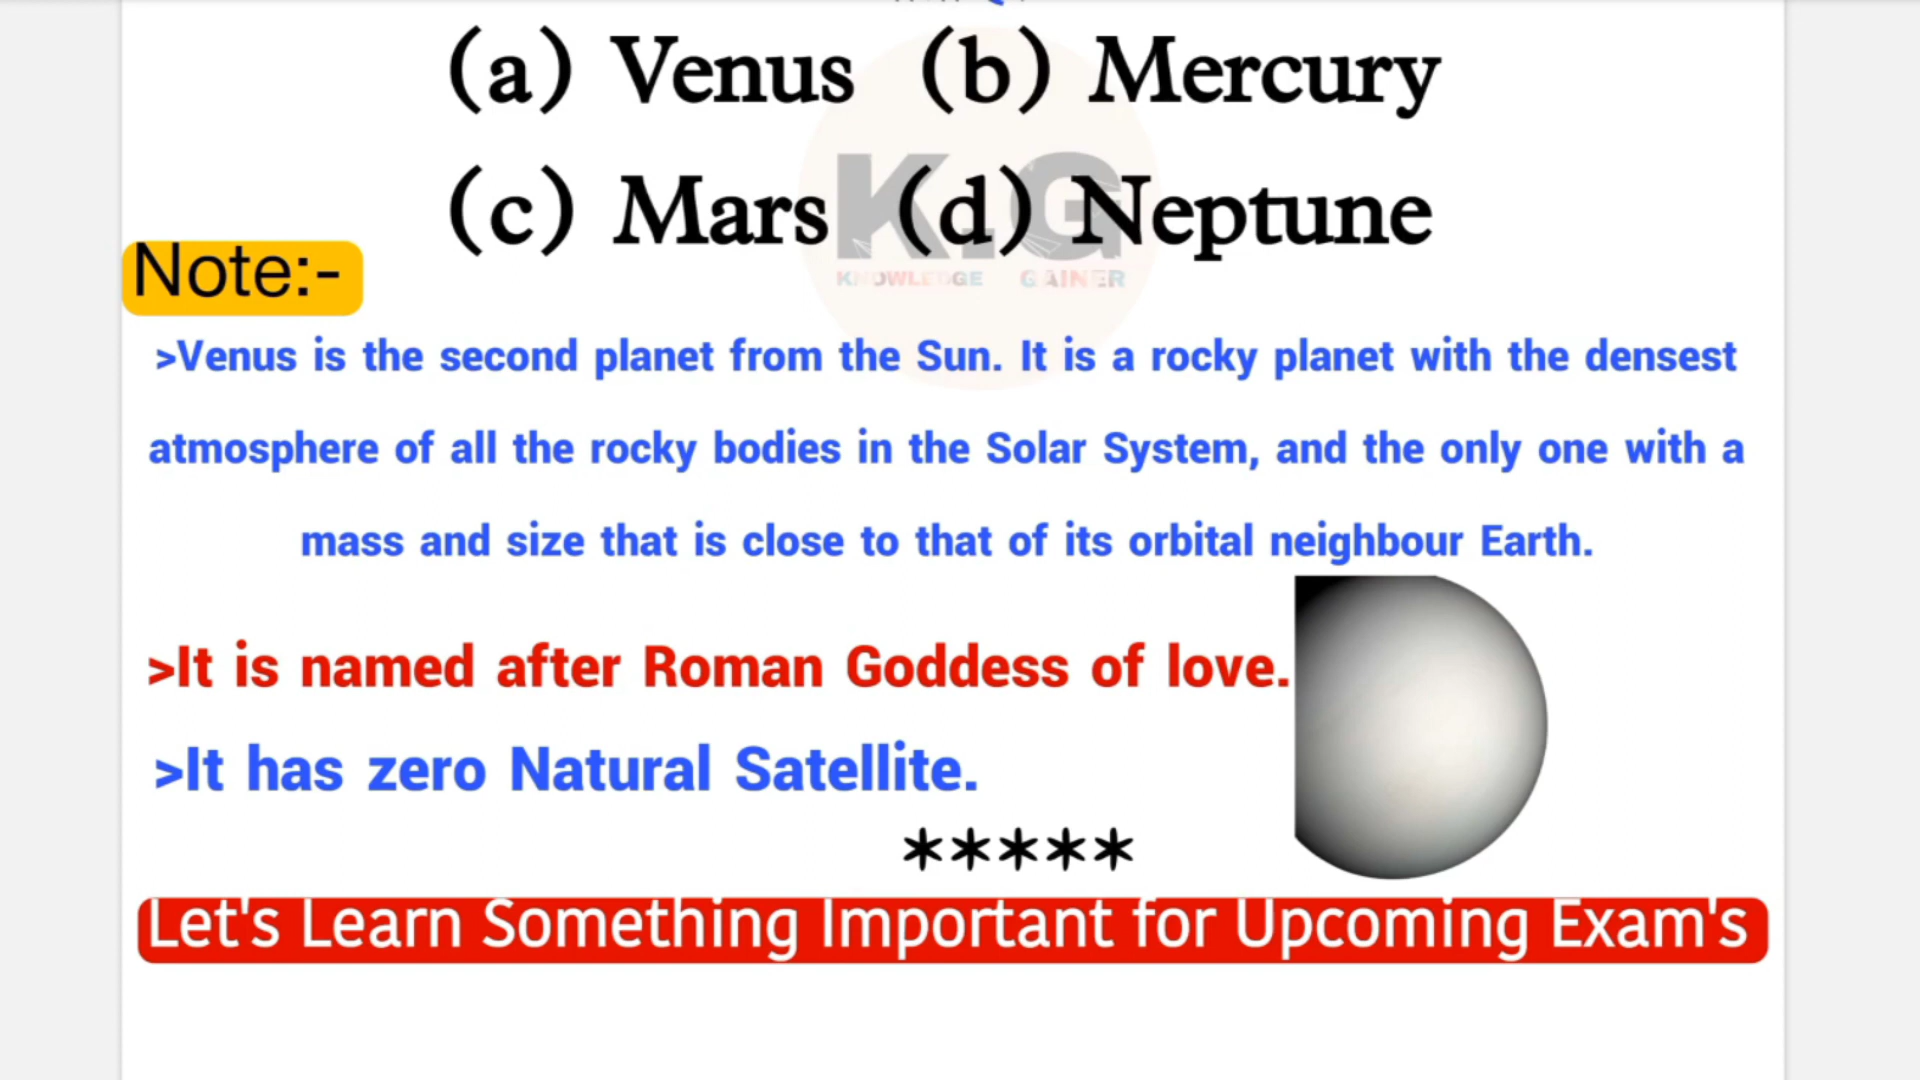 (a) Venus (b) Mercury
(c) Mars (d) Neptune
K.G
KNOWLEDGE GAINER
Note:-
>Venus is the second planet from the Sun. It is a rocky planet with the densest
atmosphere of all the rocky bodies in the Solar System, and the only one with a
mass and size that is close to that of its orbital neighbour Earth.
>It is named after Roman Goddess of love.
>It has zero Natural Satellite.
*****
Let's Learn Something Important for Upcoming Exam's